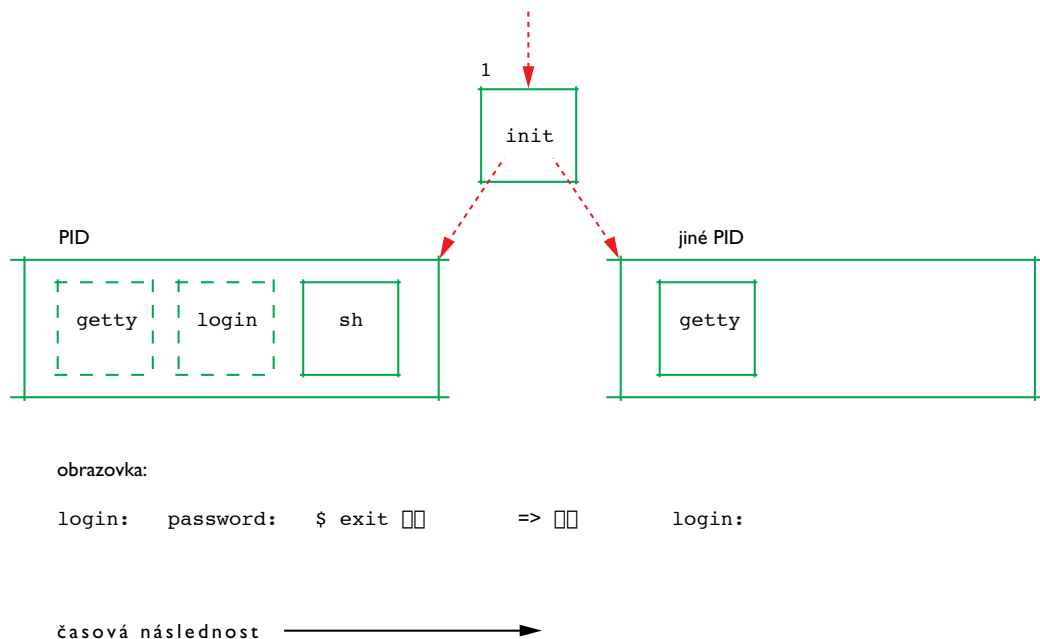 1
init
PID
jiné PID
getty login sh
getty
obrazovka:
login: password: $ exit □□ => □□ login:
časová následnost